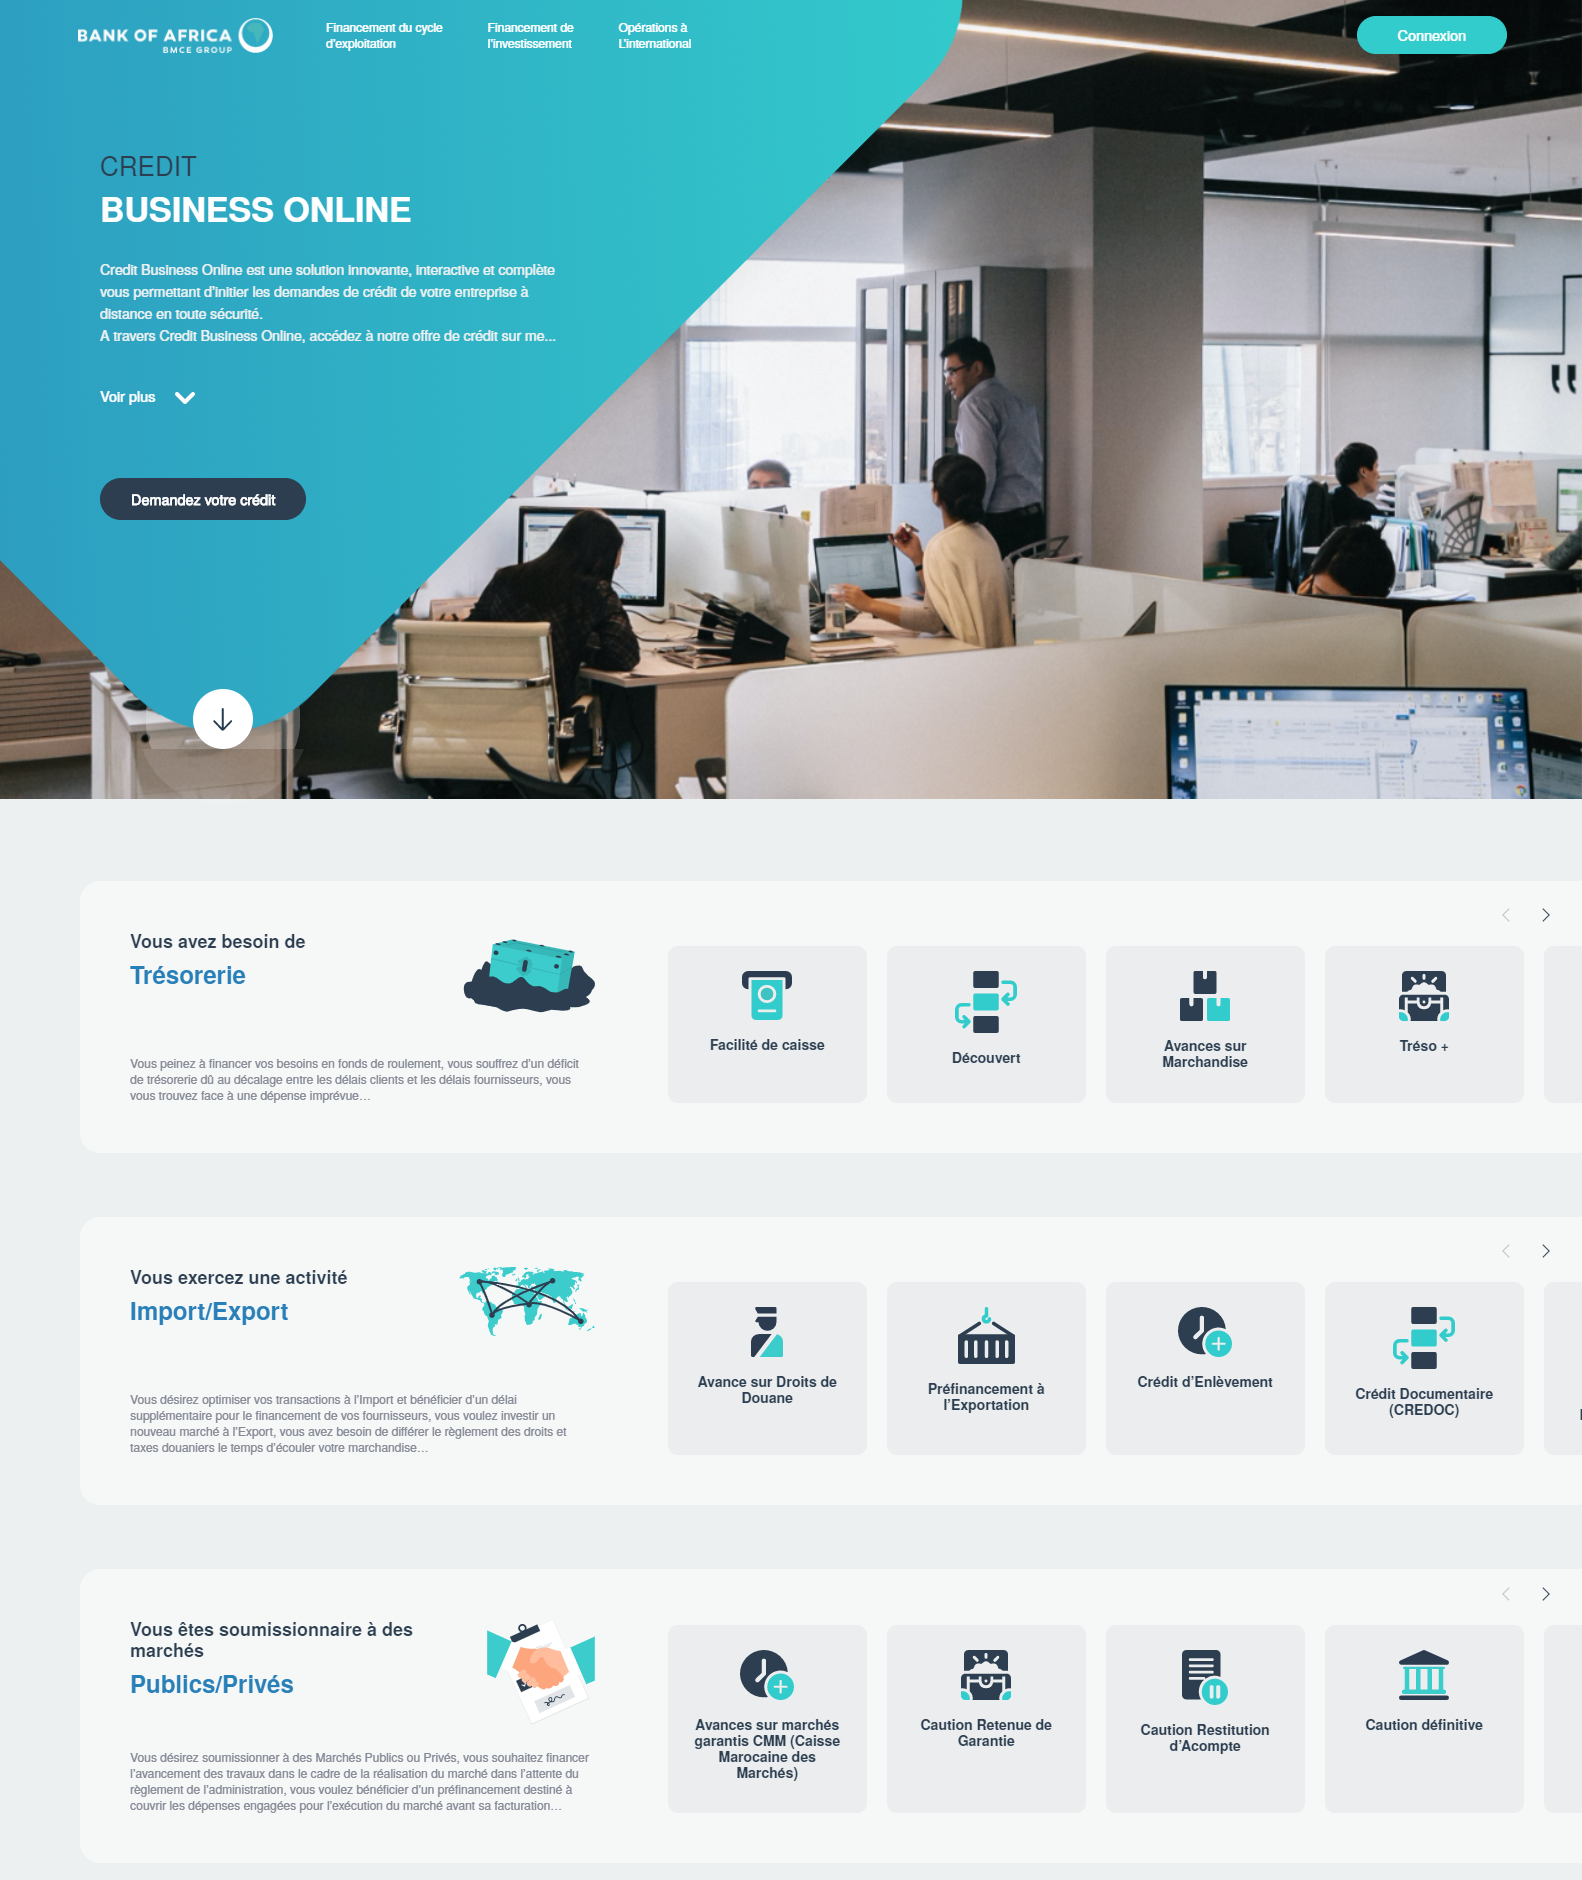 BANK OF AFRICA
BMCE GROUP
Financement du cycle
d'exploitation
Financement de
l'investissement
Opérations à
L'international
Connexion
CREDIT
BUSINESS ONLINE
Credit Business Online est une solution innovante, interactive et complète
vous permettant d'initier les demandes de crédit de votre entreprise à
distance en toute sécurité.
A travers Credit Business Online, accédez à notre offre de crédit sur me...
Voir plus
Demandez votre crédit
Vous avez besoin de
Trésorerie
Vous peinez à financer vos besoins en fonds de roulement, vous souffrez d'un déficit
de trésorerie dû au décalage entre les délais clients et les délais fournisseurs, vous
vous trouvez face à une dépense imprévue…
Facilité de caisse
Découvert
Avances sur
Marchandise
Tréso +
Vous exercez une activité
Import/Export
Vous désirez optimiser vos transactions à l'Import et bénéficier d'un délai
supplémentaire pour le financement de vos fournisseurs, vous voulez investir un
nouveau marché à l'Export, vous avez besoin de différer le règlement des droits et
taxes douaniers le temps d'écouler votre marchandise…
Avance sur Droits de
Douane
Préfinancement à
l'Exportation
Crédit d'Enlèvement
Crédit Documentaire
(CREDOC)
Vous êtes soumissionnaire à des
marchés
Publics/Privés
Vous désirez soumissionner à des Marchés Publics ou Privés, vous souhaitez financer
l'avancement des travaux dans le cadre de la réalisation du marché dans l'attente du
règlement de l'administration, vous voulez bénéficier d'un préfinancement destiné à
couvrir les dépenses engagées pour l'exécution du marché avant sa facturation…
Avances sur marchés
garantis CMM (Caisse
Marocaine des
Marchés)
Caution Retenue de
Garantie
Caution Restitution
d'Acompte
Caution définitive